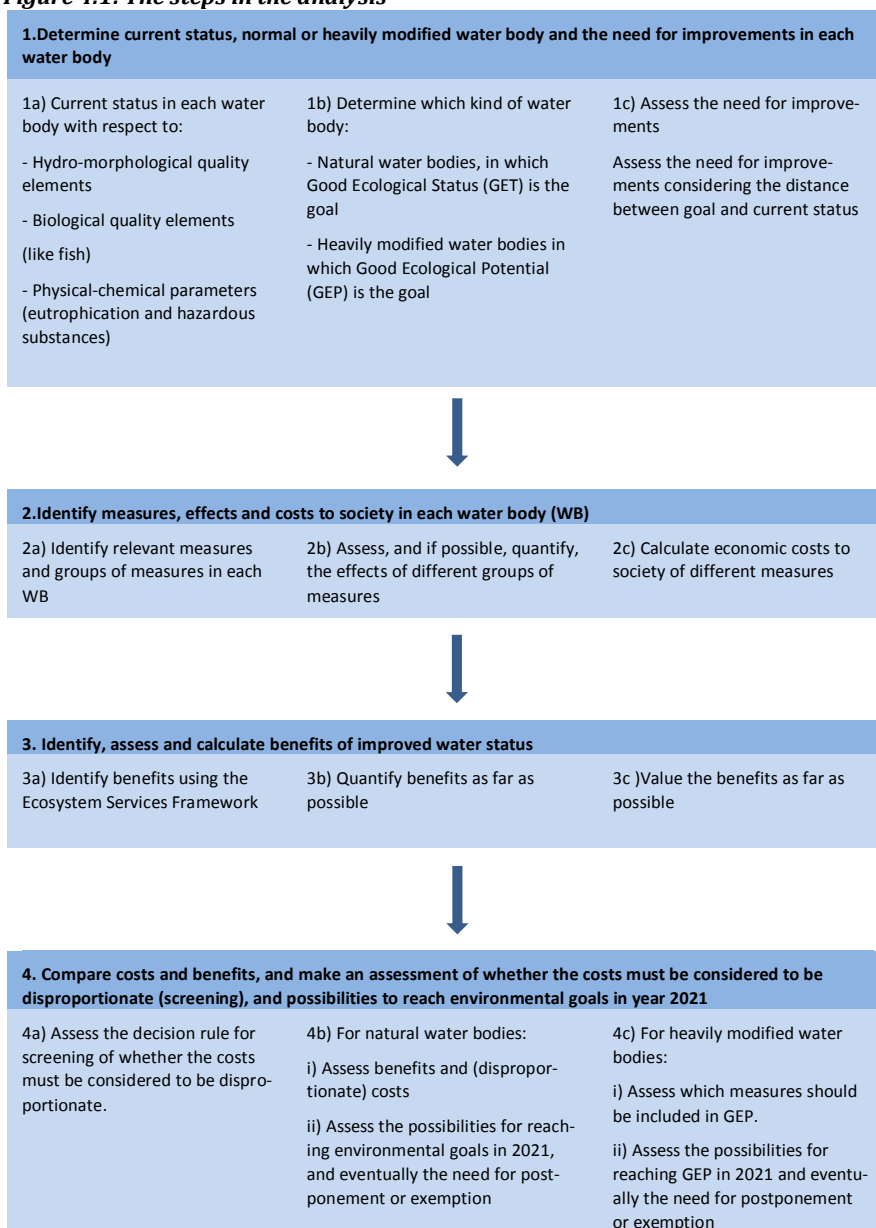 Figure 4.1: The steps in the analysis
1.Determine current status, normal or heavily modified water body and the need for improvements in each
water body
1a) Current status in each water
body with respect to:
- Hydro-morphological quality
elements
- Biological quality elements
(like fish)
- Physical-chemical parameters
(eutrophication and hazardous
substances)
1b) Determine which kind of water
body:
- Natural water bodies, in which
Good Ecological Status (GET) is the
goal
- Heavily modified water bodies in
which Good Ecological Potential
(GEP) is the goal
1c) Assess the need for improve-
ments
Assess the need for improve-
ments considering the distance
between goal and current status
2.Identify measures, effects and costs to society in each water body (WB)
2a) Identify relevant measures
and groups of measures in each
WB
2b) Assess, and if possible, quantify,
the effects of different groups of
measures
2c) Calculate economic costs to
society of different measures
3. Identify, assess and calculate benefits of improved water status
3a) Identify benefits using the
Ecosystem Services Framework
3b) Quantify benefits as far as
possible
3c )Value the benefits as far as
possible
4. Compare costs and benefits, and make an assessment of whether the costs must be considered to be
disproportionate (screening), and possibilities to reach environmental goals in year 2021
4a) Assess the decision rule for
screening of whether the costs
must be considered to be dispro-
portionate.
4b) For natural water bodies:
i) Assess benefits and (dispropor-
tionate) costs
ii) Assess the possibilities for reach-
ing environmental goals in 2021,
and eventually the need for post-
ponement or exemption
4c) For heavily modified water
bodies:
i) Assess which measures should
be included in GEP.
ii) Assess the possibilities for
reaching GEP in 2021 and eventu-
ally the need for postponement
or exemption